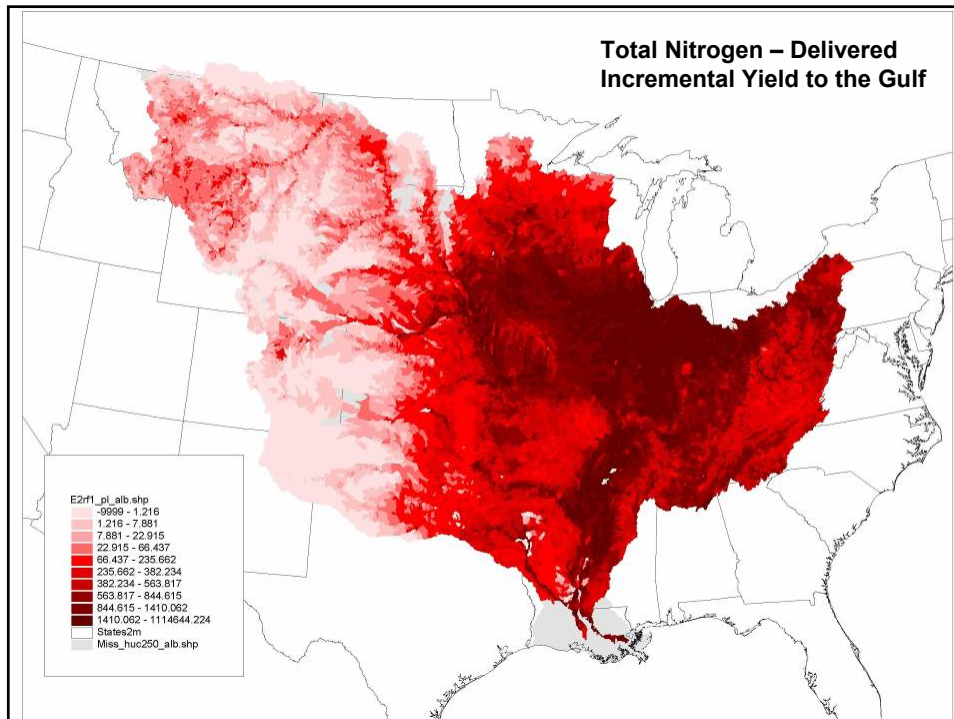 Total Nitrogen – Delivered
Incremental Yield to the Gulf
E2rf1_pl_alb.shp
-9999 - 1.216
1.216 - 7.881
7.881 - 22.915
22.915 - 66.437
66.437 - 235.662
235.662 - 382.234
382.234 - 563.817
563.817 - 844.615
844.615 - 1410.062
1410.062 - 1114644.224
States2m
Miss_huc250_alb.shp